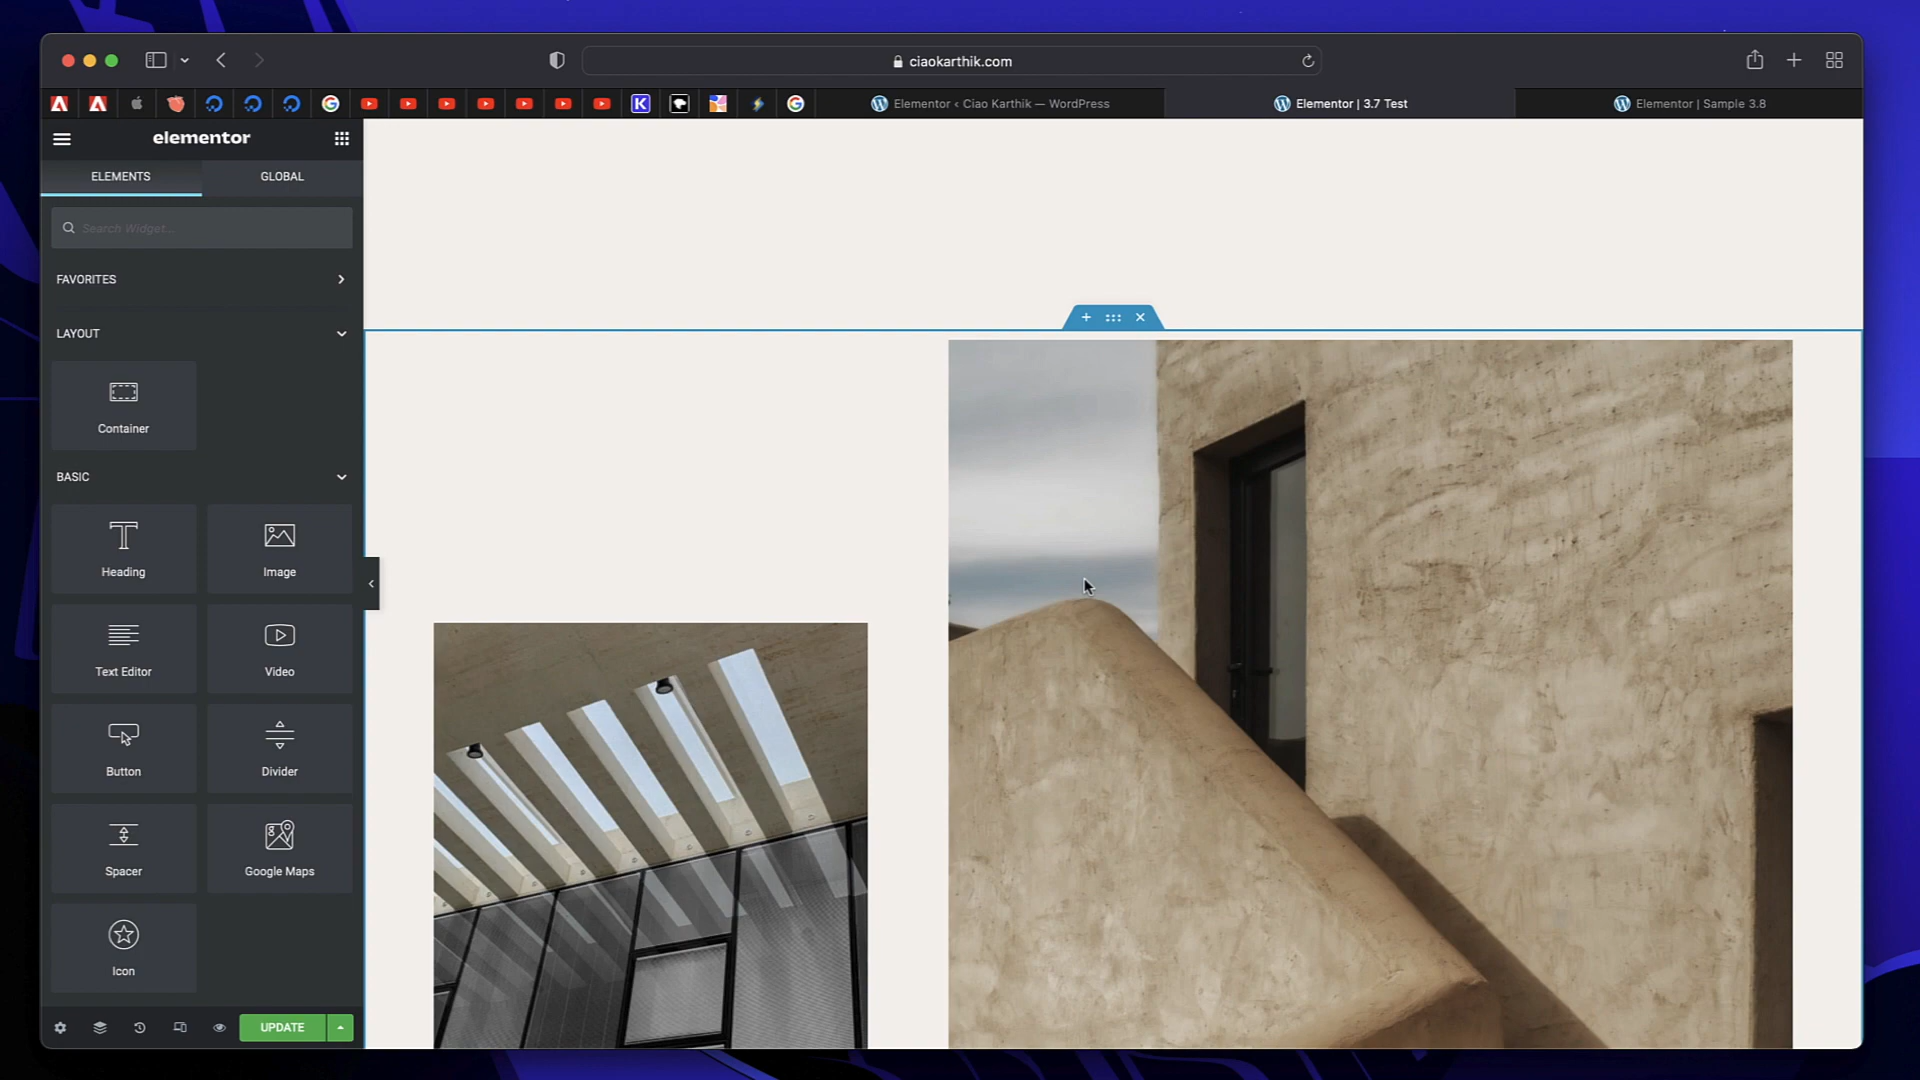 ciaokarthik.com
Elementor ‹ Ciao Karthik — WordPress
Elementor | 3.7 Test
Elementor | Sample 3.8
elementor
ELEMENTS
GLOBAL
Search Widget...
FAVORITES
LAYOUT
Container
BASIC
Heading
Image
Text Editor
Video
Button
Divider
Spacer
Google Maps
Icon
UPDATE